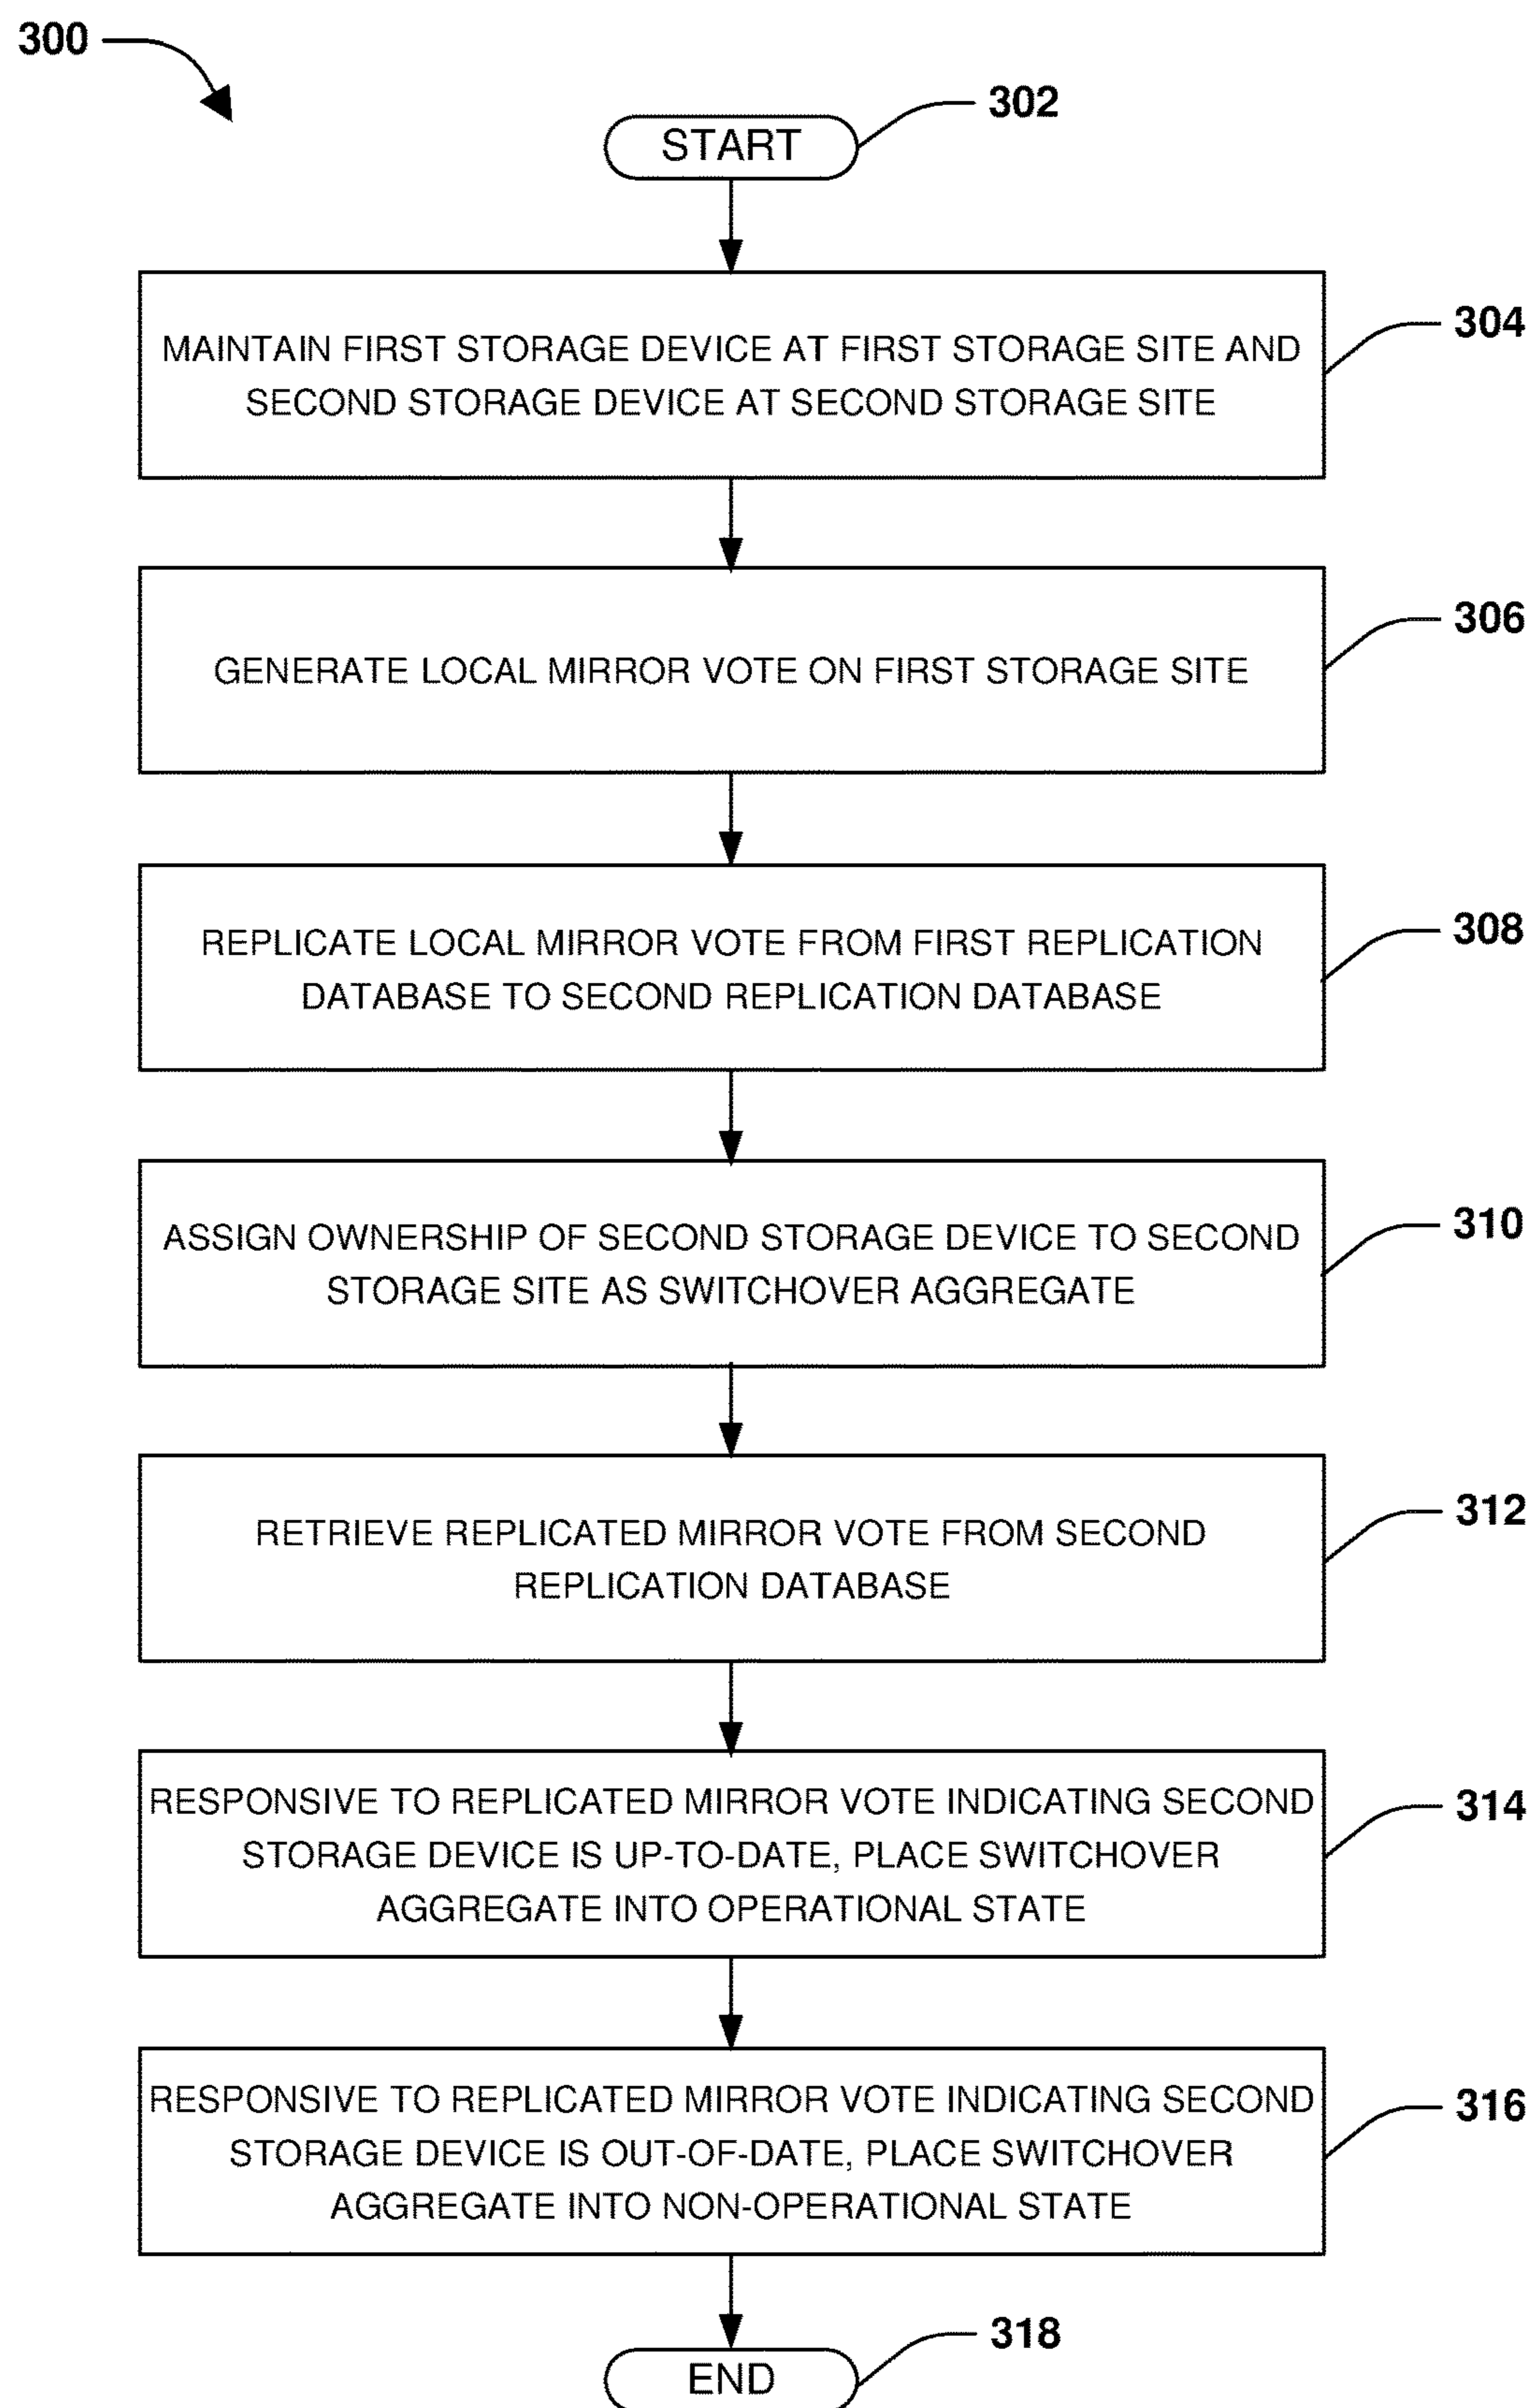 300
302
START
304
MAINTAIN FIRST STORAGE DEVICE AT FIRST STORAGE SITE AND
SECOND STORAGE DEVICE AT SECOND STORAGE SITE
306
GENERATE LOCAL MIRROR VOTE ON FIRST STORAGE SITE
308
REPLICATE LOCAL MIRROR VOTE FROM FIRST REPLICATION
DATABASE TO SECOND REPLICATION DATABASE
310
ASSIGN OWNERSHIP OF SECOND STORAGE DEVICE TO SECOND
STORAGE SITE AS SWITCHOVER AGGREGATE
312
RETRIEVE REPLICATED MIRROR VOTE FROM SECOND
REPLICATION DATABASE
314
RESPONSIVE TO REPLICATED MIRROR VOTE INDICATING SECOND
STORAGE DEVICE IS UP-TO-DATE, PLACE SWITCHOVER
AGGREGATE INTO OPERATIONAL STATE
316
RESPONSIVE TO REPLICATED MIRROR VOTE INDICATING SECOND
STORAGE DEVICE IS OUT-OF-DATE, PLACE SWITCHOVER
AGGREGATE INTO NON-OPERATIONAL STATE
318
END